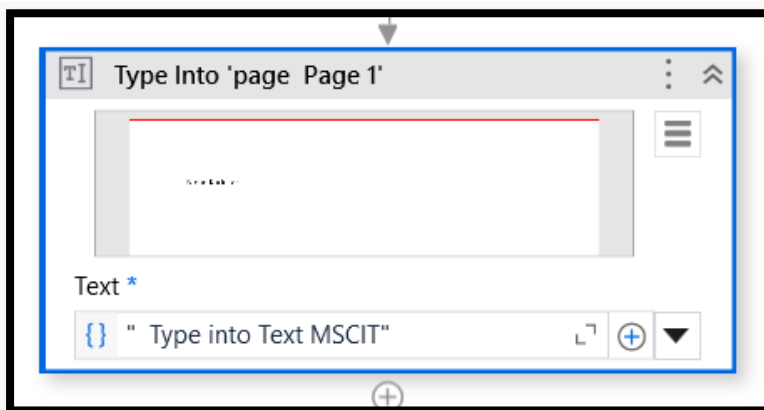 TI Type Into 'page  Page 1'
Text *
{} "  Type into Text MSCIT"